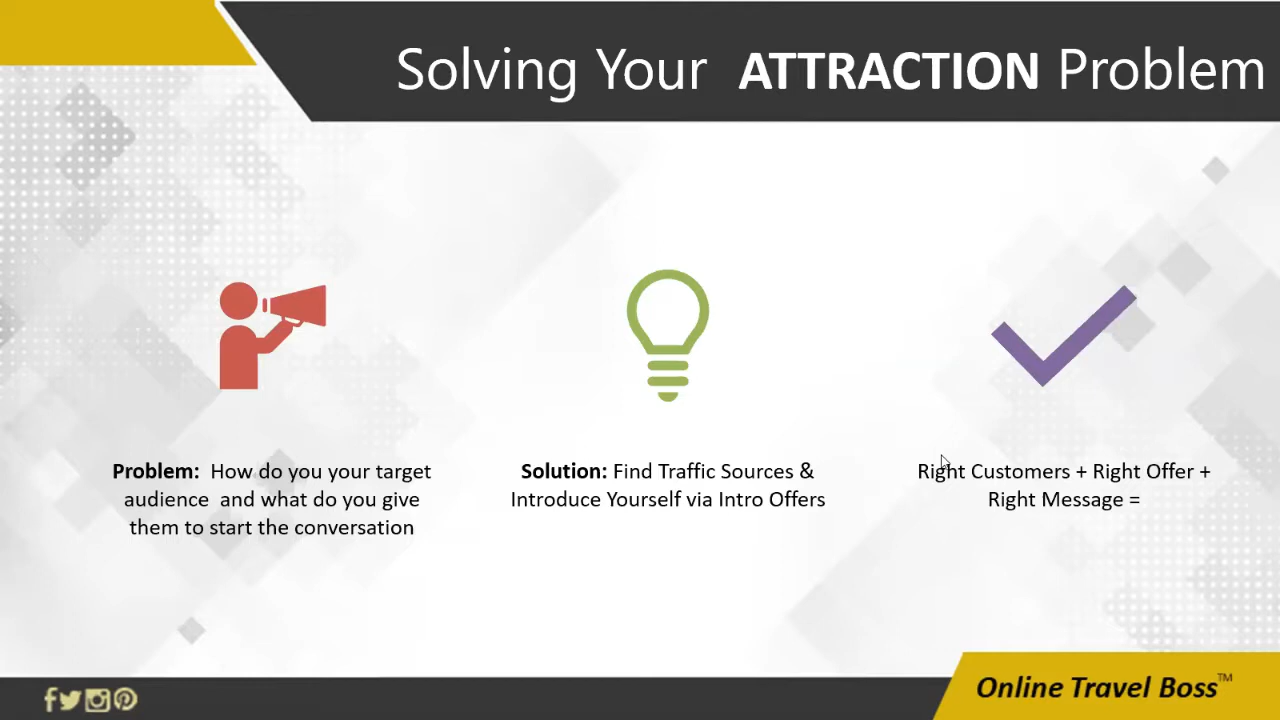 Solving Your ATTRACTION Problem
Problem: How do you your target
audience and what do you give
them to start the conversation
Solution: Find Traffic Sources &
Introduce Yourself via Intro Offers
Right Customers + Right Offer +
Right Message =
Online Travel Boss™